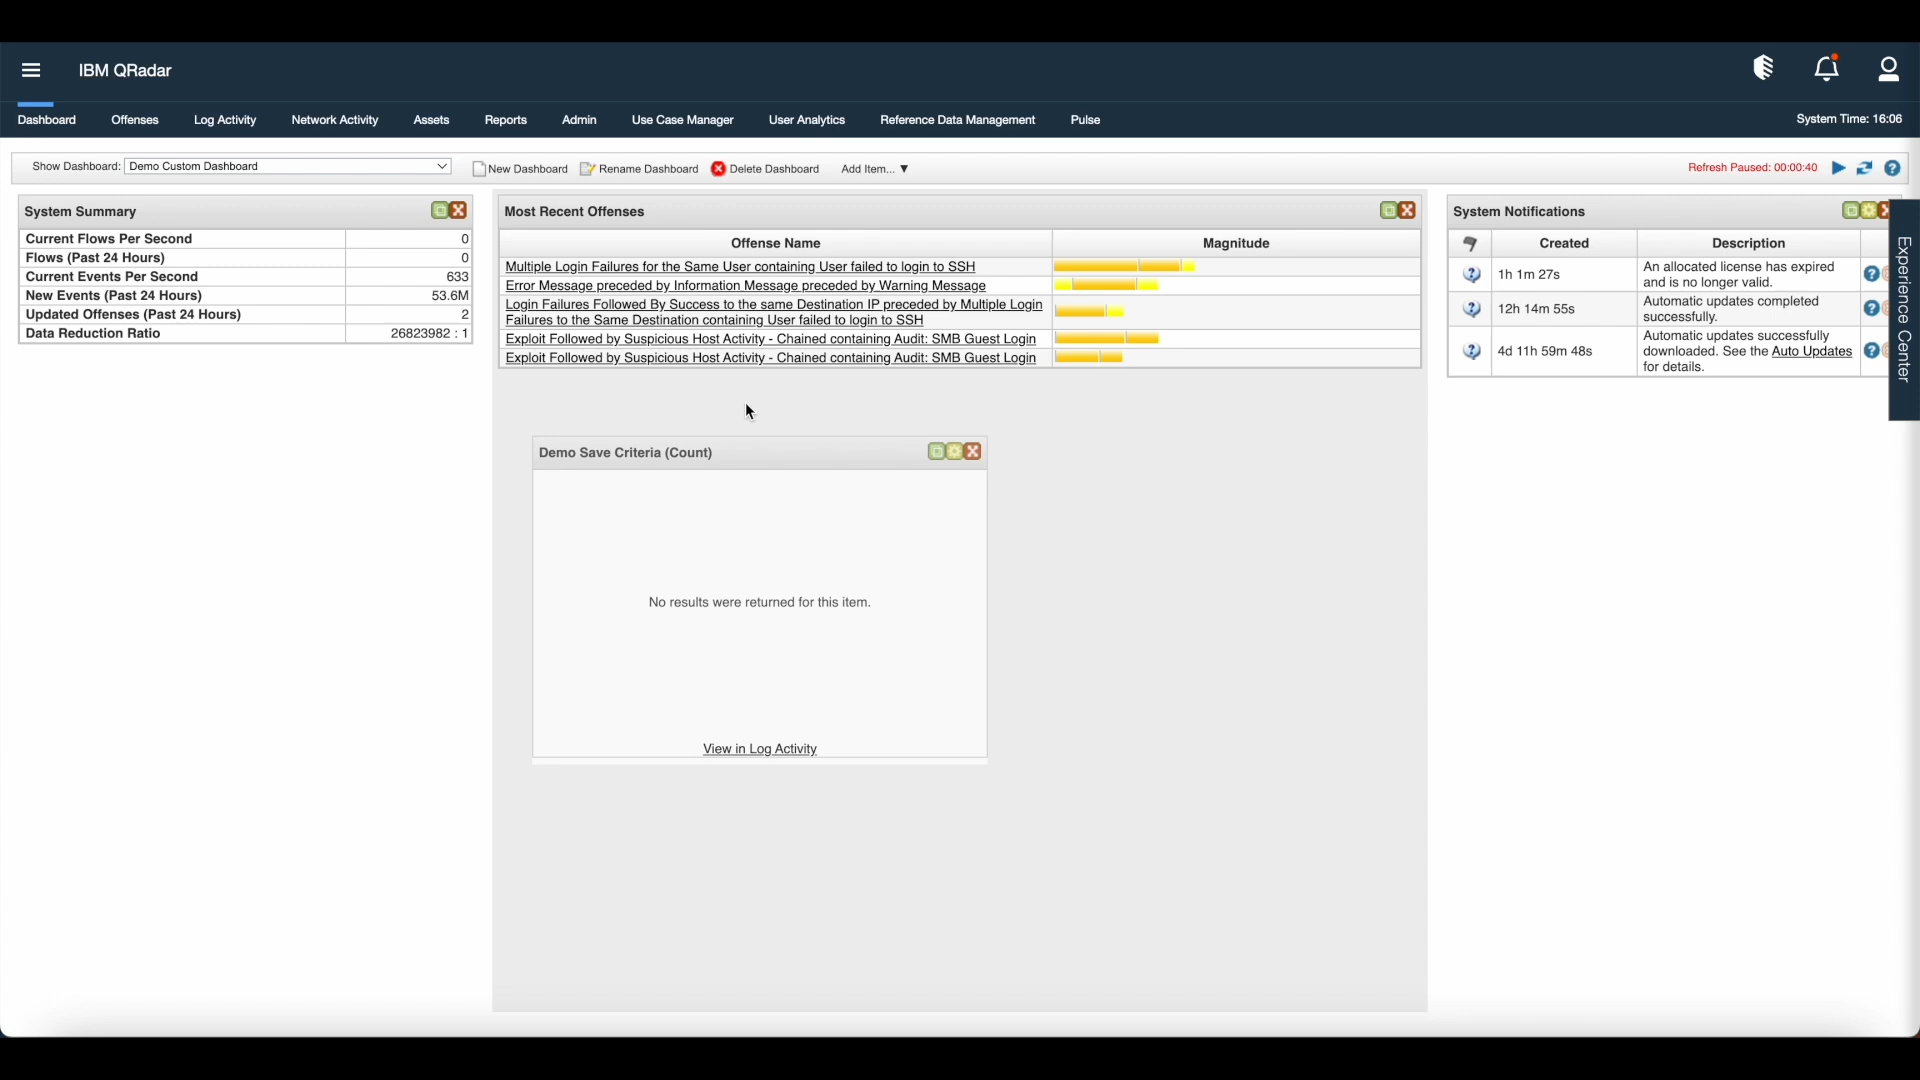 IBM QRadar
Dashboard Offenses Log Activity Network Activity Assets Reports Admin Use Case Manager User Analytics Reference Data Management Pulse System Time: 16:06
Show Dashboard: Demo Custom Dashboard New Dashboard Rename Dashboard Delete Dashboard Add Item... ▼ Refresh Paused: 00:00:40
System Summary
Current Flows Per Second 0
Flows (Past 24 Hours) 0
Current Events Per Second 633
New Events (Past 24 Hours) 53.6M
Updated Offenses (Past 24 Hours) 2
Data Reduction Ratio 26823982 : 1
Most Recent Offenses
Offense Name Magnitude
Multiple Login Failures for the Same User containing User failed to login to SSH
Error Message preceded by Information Message preceded by Warning Message
Login Failures Followed By Success to the same Destination IP preceded by Multiple Login
Failures to the Same Destination containing User failed to login to SSH
Exploit Followed by Suspicious Host Activity - Chained containing Audit: SMB Guest Login
Exploit Followed by Suspicious Host Activity - Chained containing Audit: SMB Guest Login
Demo Save Criteria (Count)
No results were returned for this item.
View in Log Activity
System Notifications
Created Description
1h 1m 27s An allocated license has expired
and is no longer valid.
12h 14m 55s Automatic updates completed
successfully.
4d 11h 59m 48s Automatic updates successfully
downloaded. See the Auto Updates
for details.
Experience Center